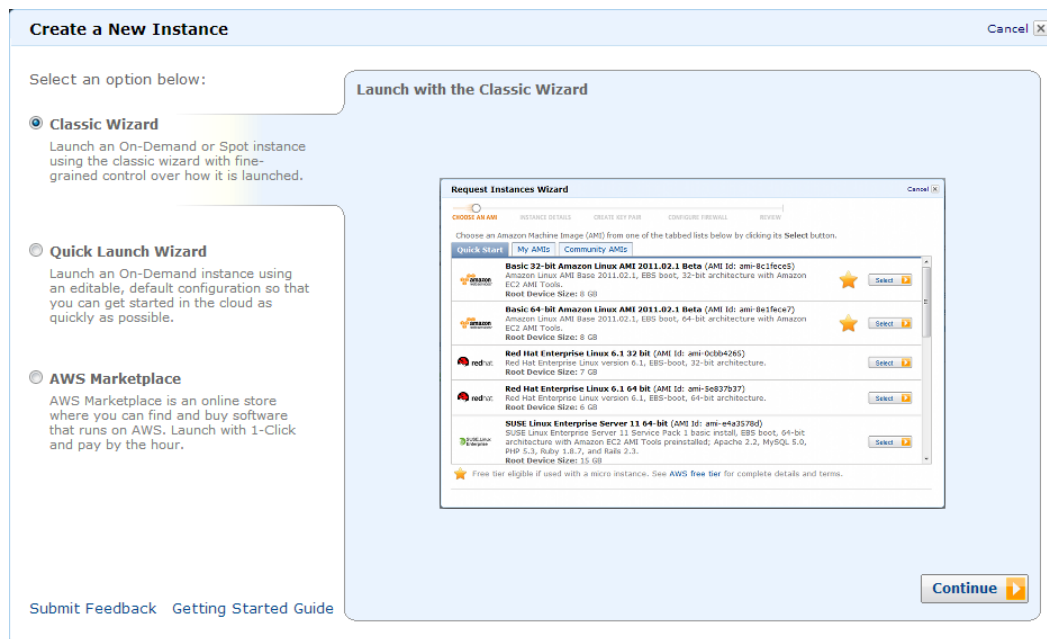 Create a New Instance
Cancel
Select an option below:
Classic Wizard
Launch an On-Demand or Spot instance
using the classic wizard with fine-
grained control over how it is launched.
Quick Launch Wizard
Launch an On-Demand instance using
an editable, default configuration so that
you can get started in the cloud as
quickly as possible.
AWS Marketplace
AWS Marketplace is an online store
where you can find and buy software
that runs on AWS. Launch with 1-Click
and pay by the hour.
Submit Feedback Getting Started Guide
Launch with the Classic Wizard
Request Instances Wizard
Cancel
CHOOSE AN AMI INSTANCE DETAILS CREATE KEY PAIR CONFIGURE FIREWALL REVIEW
Choose an Amazon Machine Image (AMI) from one of the tabbed lists below by clicking its Select button.
Quick Start My AMIs Community AMIs
amazon
Basic 32-bit Amazon Linux AMI 2011.02.1 Beta (AMI Id: ami-8c1fece5)
Amazon Linux AMI Base 2011.02.1, EBS boot, 32-bit architecture with Amazon
EC2 AMI Tools.
Root Device Size: 8 GB
Select
amazon
Basic 64-bit Amazon Linux AMI 2011.02.1 Beta (AMI Id: ami-8e1fece7)
Amazon Linux AMI Base 2011.02.1, EBS boot, 64-bit architecture with Amazon
EC2 AMI Tools.
Root Device Size: 8 GB
Select
redhat.
Red Hat Enterprise Linux 6.1 32 bit (AMI Id: ami-0cbb4265)
Red Hat Enterprise Linux version 6.1, EBS-boot, 32-bit architecture.
Root Device Size: 7 GB
Select
redhat.
Red Hat Enterprise Linux 6.1 64 bit (AMI Id: ami-5e837b37)
Red Hat Enterprise Linux version 6.1, EBS-boot, 64-bit architecture.
Root Device Size: 6 GB
Select
SUSE Linux
Enterprise
SUSE Linux Enterprise Server 11 64-bit (AMI Id: ami-e4a3578d)
SUSE Linux Enterprise Server 11 Service Pack 1 basic install, EBS boot, 64-bit
architecture with Amazon EC2 AMI Tools preinstalled; Apache 2.2, MySQL 5.0,
PHP 5.3, Ruby 1.8.7, and Rails 2.3.
Root Device Size: 15 GB
Select
Free tier eligible if used with a micro instance. See AWS free tier for complete details and terms.
Continue